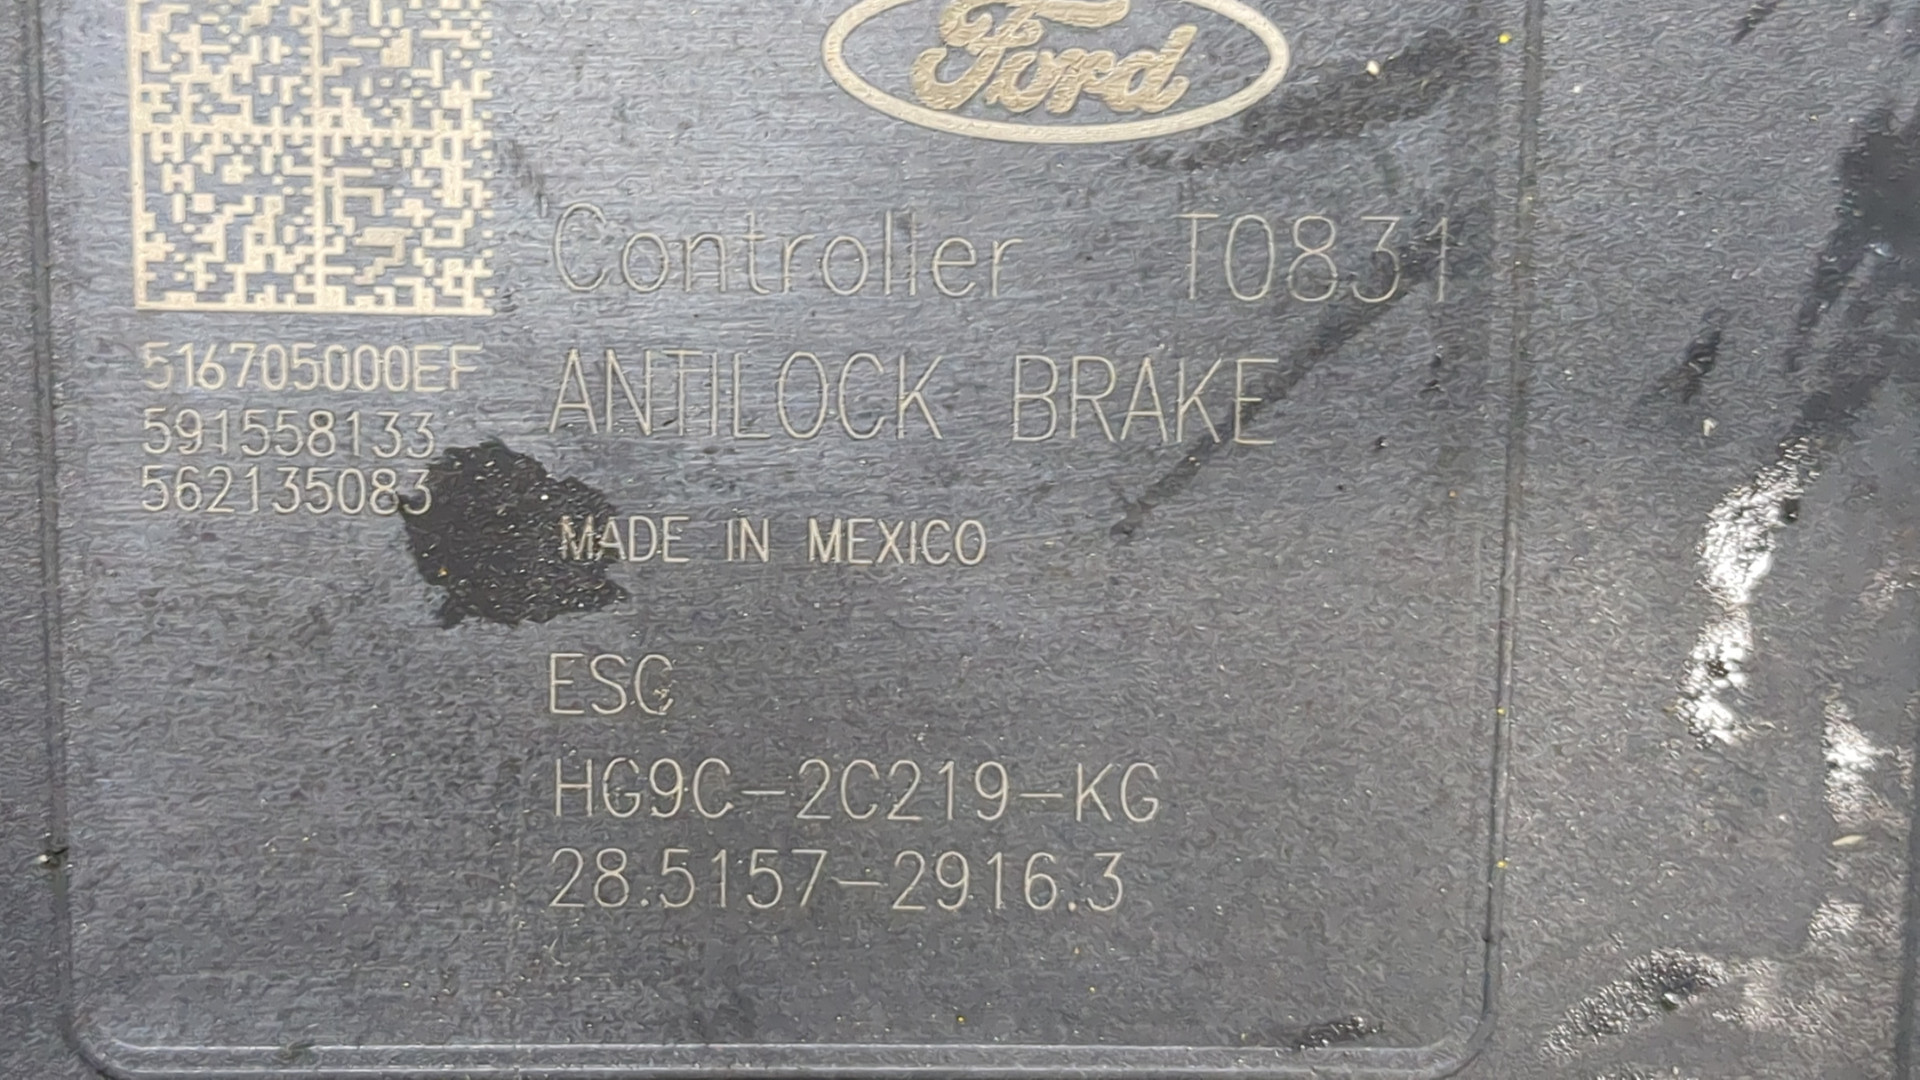 Ford
Controller T0831
ANTILOCK BRAKE
516705000EF
591558133
562135083
MADE IN MEXICO
ESC
HG9C-2C219-KG
28.5157-2916.3